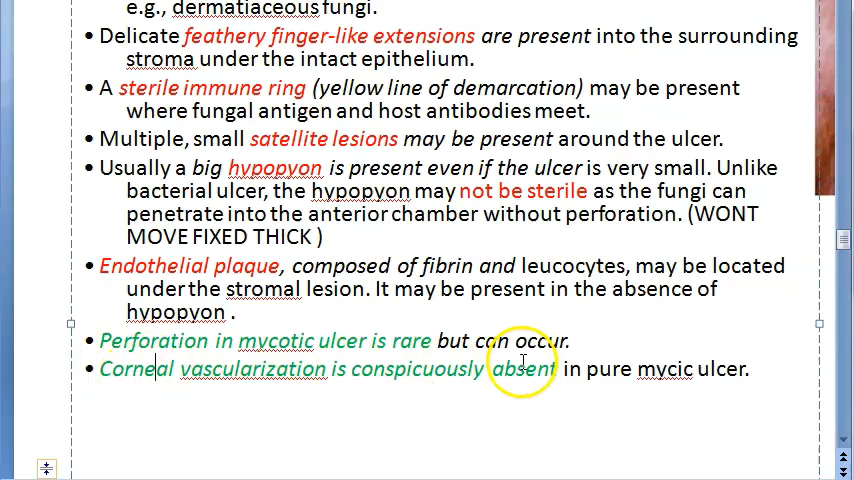 e.g., dermatiaceous fungi.
• Delicate feathery finger-like extensions are present into the surrounding
stroma under the intact epithelium.
• A sterile immune ring (yellow line of demarcation) may be present
where fungal antigen and host antibodies meet.
• Multiple, small satellite lesions may be present around the ulcer.
• Usually a big hypopyon is present even if the ulcer is very small. Unlike
bacterial ulcer, the hypopyon may not be sterile as the fungi can
penetrate into the anterior chamber without perforation. (WONT
MOVE FIXED THICK )
• Endothelial plaque, composed of fibrin and leucocytes, may be located
under the stromal lesion. It may be present in the absence of
hypopyon .
• Perforation in mycotic ulcer is rare but can occur.
• Corneal vascularization is conspicuously absent in pure mycic ulcer.